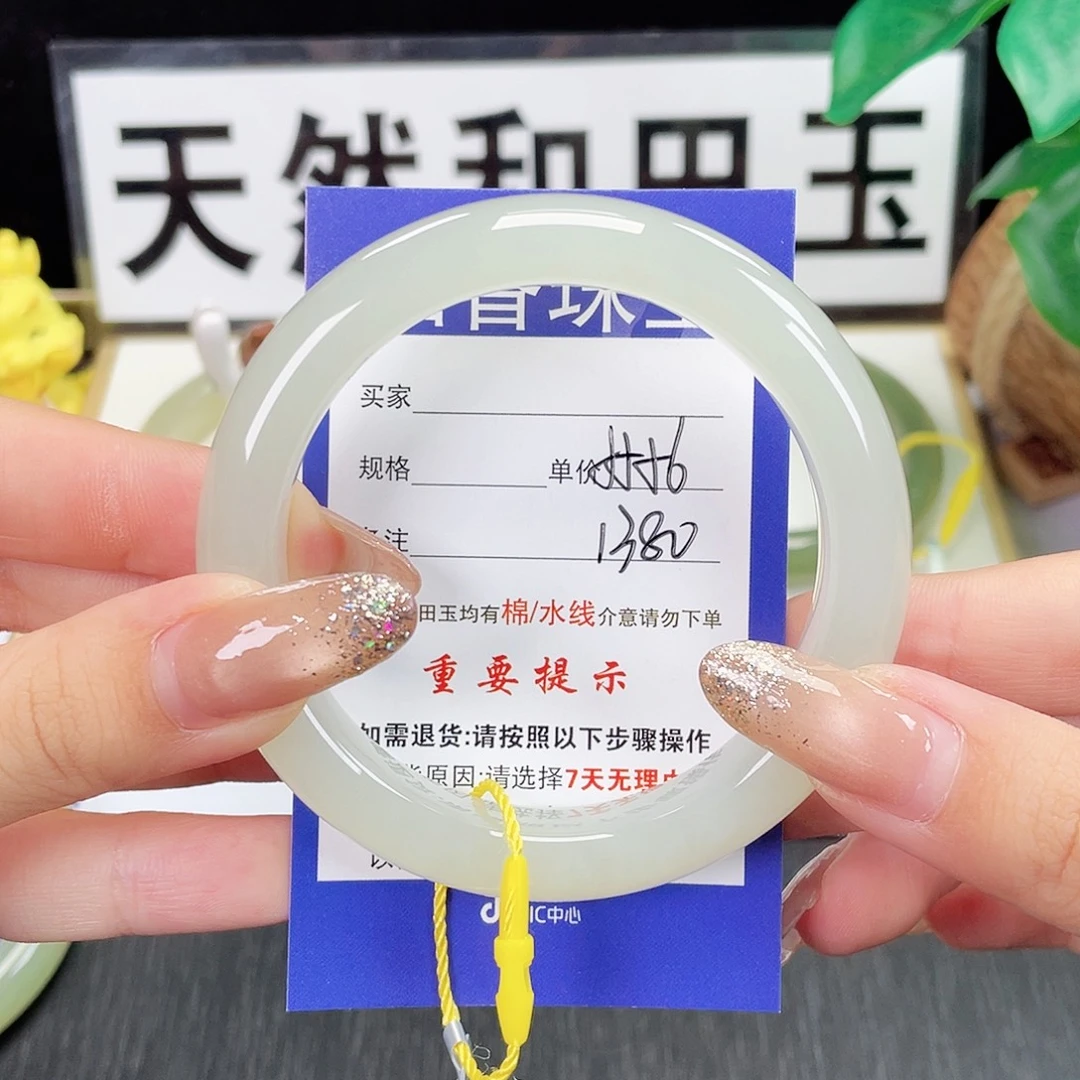 天然和田玉
香珠
买家
规格 单价
备注 1380
田玉均有棉/水线介意请勿下单
重要提示
如需退货:请按照以下步骤操作
原因:请选择7天无理由
IC中心